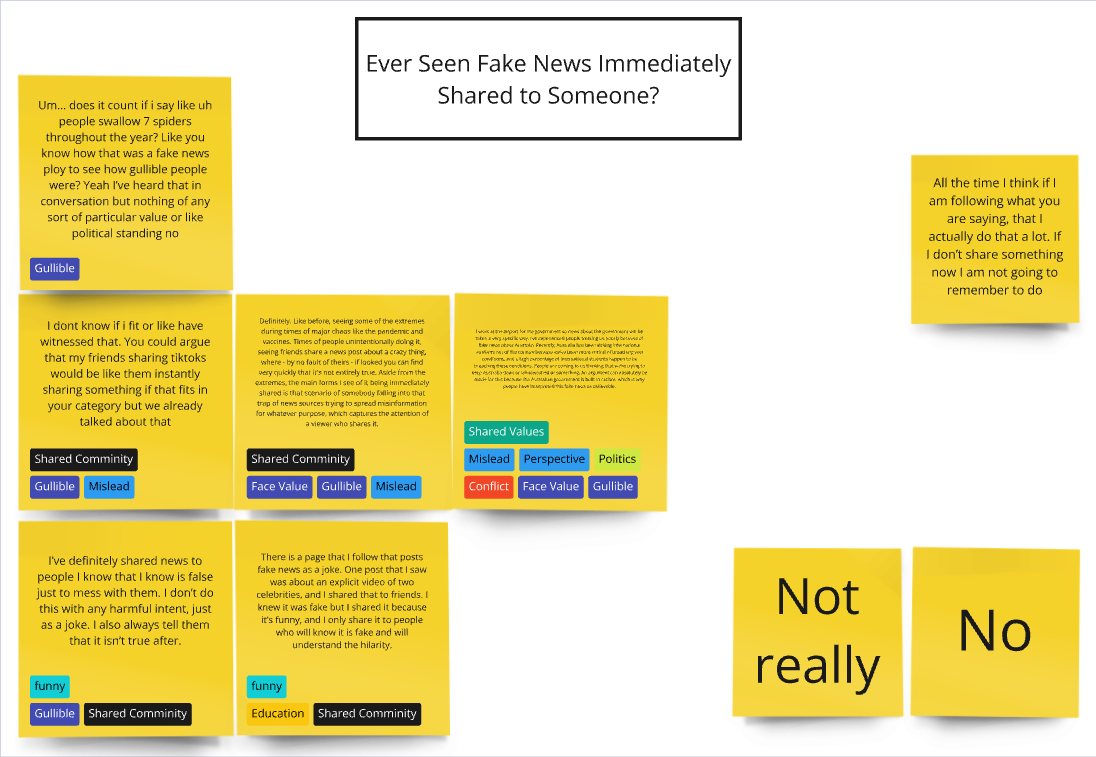 Ever Seen Fake News Immediately
Shared to Someone?
Um... does it count if i say like uh
people swallow 7 spiders
throughout the year? Like you
know how that was a fake news
ploy to see how gullible people
were? Yeah I've heard that in
conversation but nothing of any
sort of particular value or like
political standing no
Gullible
All the time I think if I
am following what you
are saying, that I
actually do that a lot. If
I don't share something
now I am not going to
remember to do
I dont know if i fit or like have
witnessed that. You could argue
that my friends sharing tiktoks
would be like them instantly
sharing something if that fits in
your category but we already
talked about that
Shared Comminity
Gullible
Mislead
Definitely. Like before, seeing some of the extremes
during times of major chaos like the pandemic and
vaccines. Times of people unintentionally doing it,
seeing friends share a news post about a crazy thing,
where - by no fault of theirs - if looked you can find
very quickly that it's not entirely true. Aside from the
extremes, the main forms I see of it being immediately
shared is that scenario of somebody falling into that
trap of news sources trying to spread misinformation
for whatever purpose, which captures the attention of
a viewer who shares it.
Shared Comminity
Face Value
Gullible
Mislead
Shared Values
Mislead
Perspective
Politics
Conflict
Face Value
Gullible
I've definitely shared news to
people I know that I know is false
just to mess with them. I don't do
this with any harmful intent, just
as a joke. I also always tell them
that it isn't true after.
funny
Gullible
Shared Comminity
There is a page that I follow that posts
fake news as a joke. One post that I saw
was about an explicit video of two
celebrities, and I shared that to friends. I
knew it was fake but I shared it because
it's funny, and I only share it to people
who will know it is fake and will
understand the hilarity.
funny
Education
Shared Comminity
Not
really
No